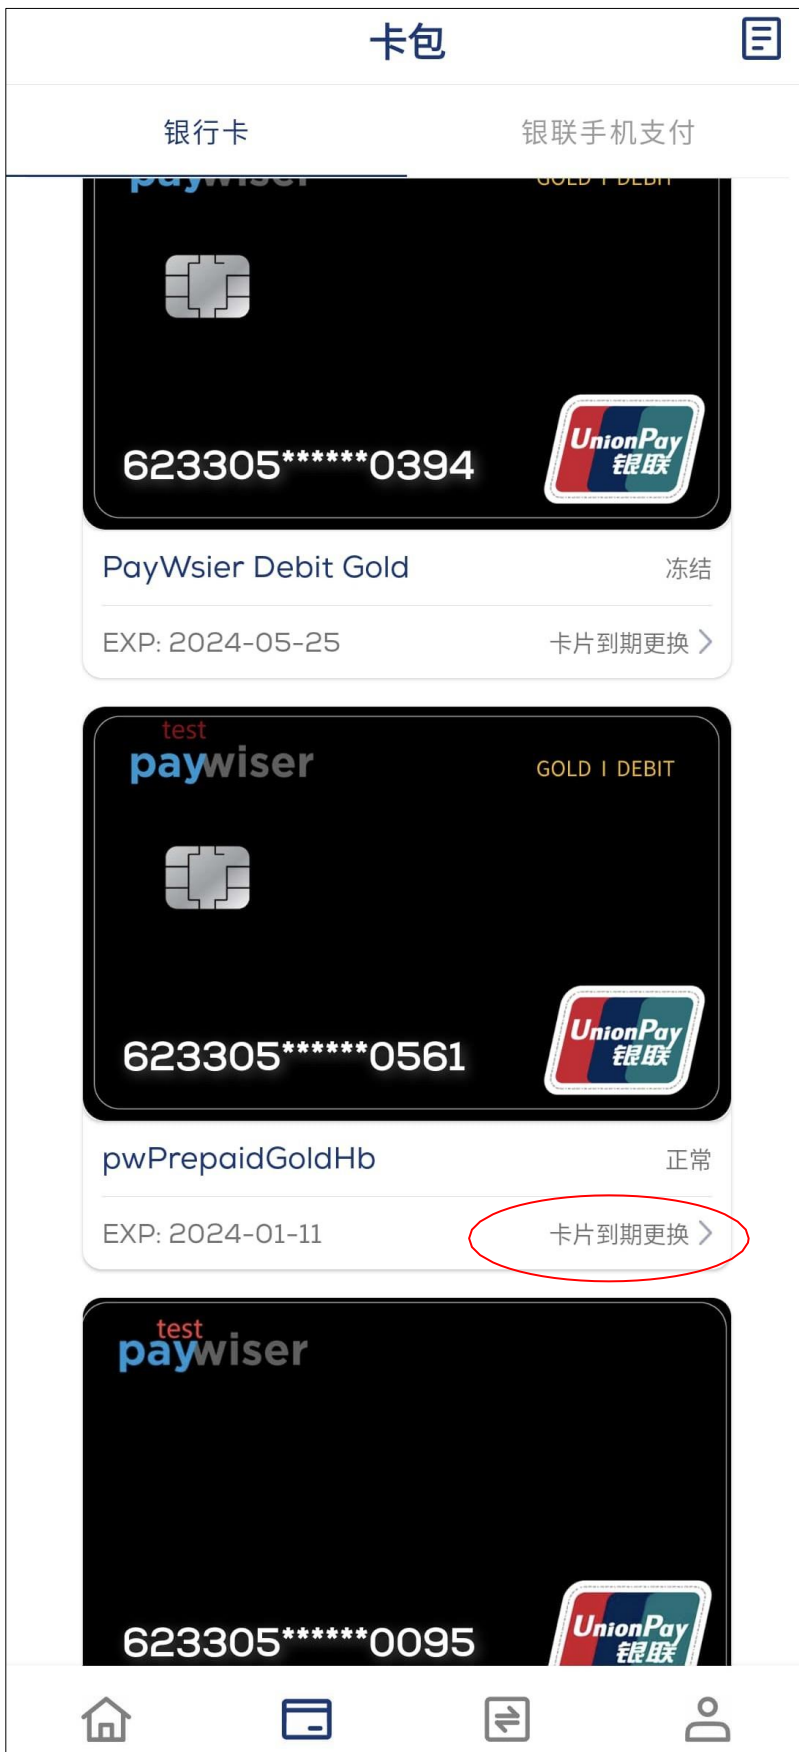 卡包
银行卡 银联手机支付
paywiser GOLD I DEBIT
623305******0394 UnionPay
银联
PayWsier Debit Gold 冻结
EXP: 2024-05-25 卡片到期更换
test
paywiser GOLD I DEBIT
623305******0561 UnionPay
银联
pwPrepaidGoldHb 正常
EXP: 2024-01-11 卡片到期更换
test
paywiser
623305******0095 UnionPay
银联